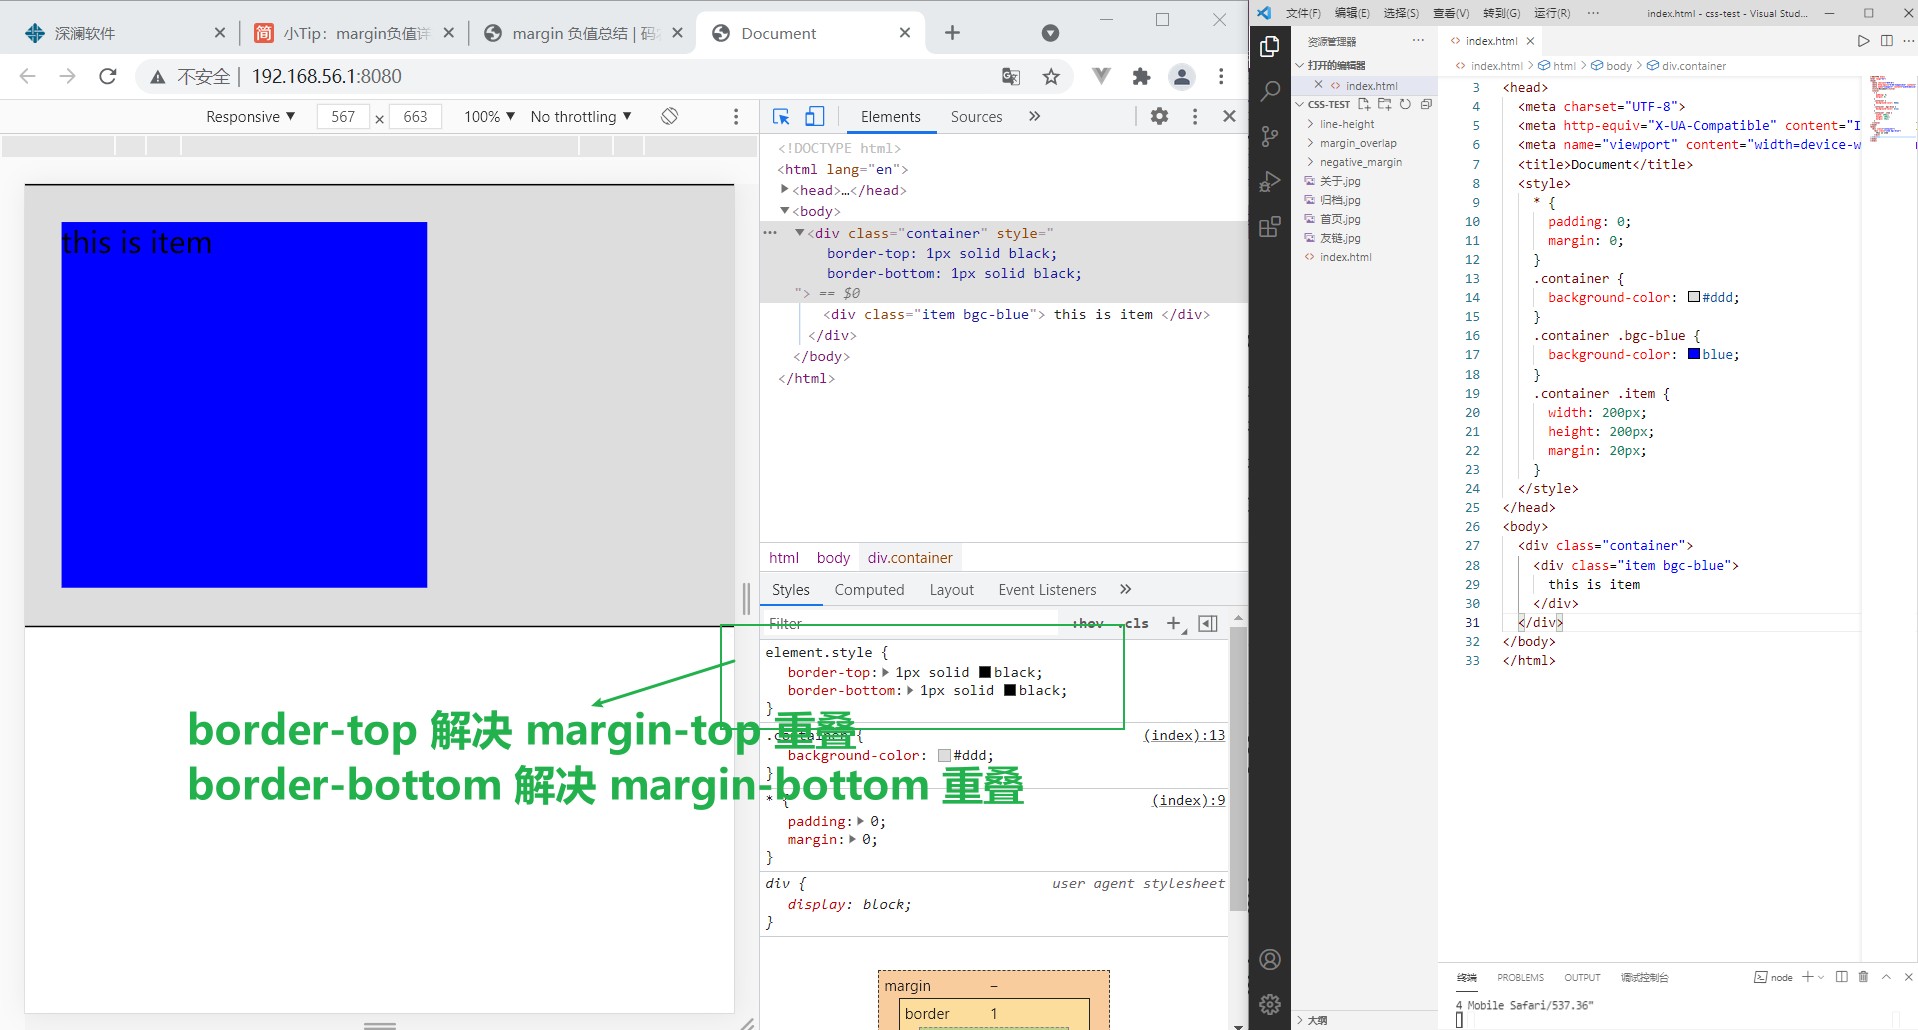 深澜软件
小Tip：margin负值详
margin 负值总结 | 码
Document
不安全 | 192.168.56.1:8080
Responsive ▼ 567 × 663 100% ▼ No throttling ▼
this is item
border-top 解决 margin-top 重叠
border-bottom 解决 margin-bottom 重叠
Elements Sources »
<!DOCTYPE html>
<html lang="en">
<head>…</head>
<body>
<div class="container" style="
border-top: 1px solid black;
border-bottom: 1px solid black;
"> == $0
<div class="item bgc-blue"> this is item </div>
</div>
</body>
</html>
html body div.container
Styles Computed Layout Event Listeners »
Filter :hov .cls
element.style {
border-top: 1px solid black;
border-bottom: 1px solid black;
}
.container { (index):13
background-color: #ddd;
}
* { (index):9
padding: 0;
margin: 0;
}
div { user agent stylesheet
display: block;
}
margin –
border 1
文件(F) 编辑(E) 选择(S) 查看(V) 转到(G) 运行(R) ··· index.html - css-test - Visual Stud...
资源管理器
打开的编辑器
index.html
CSS-TEST
line-height
margin_overlap
negative_margin
关于.jpg
归档.jpg
首页.jpg
友链.jpg
index.html
大纲
index.html
index.html > html > body > div.container
3 <head>
4 <meta charset="UTF-8">
5 <meta http-equiv="X-UA-Compatible" content="I
6 <meta name="viewport" content="width=device-w
7 <title>Document</title>
8 <style>
9 * {
10 padding: 0;
11 margin: 0;
12 }
13 .container {
14 background-color: #ddd;
15 }
16 .container .bgc-blue {
17 background-color: blue;
18 }
19 .container .item {
20 width: 200px;
21 height: 200px;
22 margin: 20px;
23 }
24 </style>
25 </head>
26 <body>
27 <div class="container">
28 <div class="item bgc-blue">
29 this is item
30 </div>
31 </div>
32 </body>
33 </html>
终端 PROBLEMS OUTPUT 调试控制台 node
4 Mobile Safari/537.36"